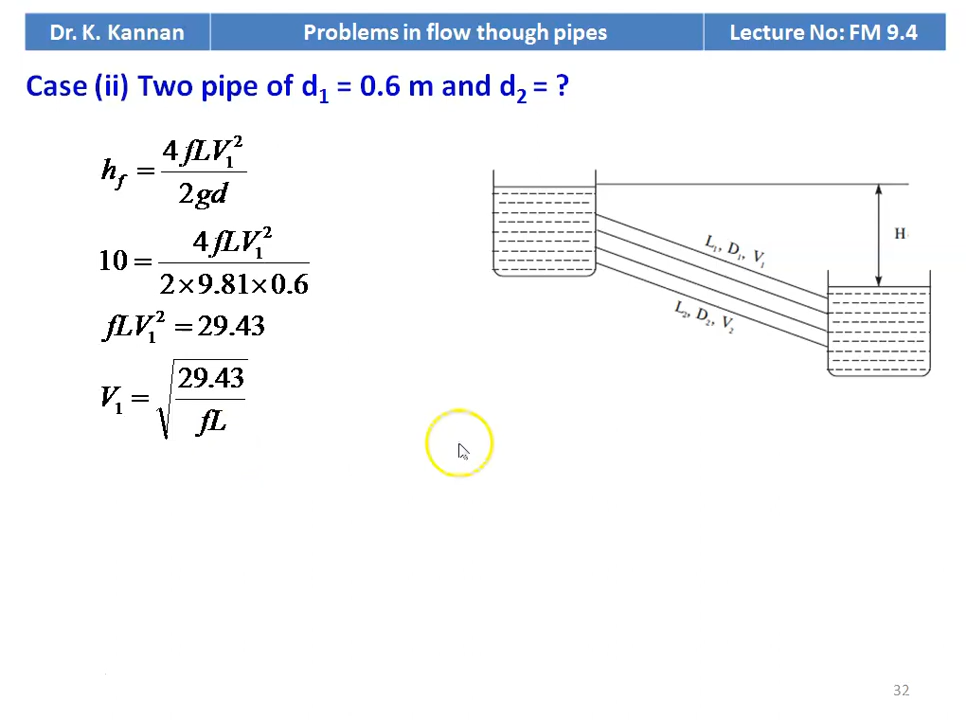 Dr. K. Kannan Problems in flow though pipes Lecture No: FM 9.4
Case (ii) Two pipe of d₁ = 0.6 m and d₂ = ?
h_f = 4fLV₁² / 2gd
10 = 4fLV₁² / 2×9.81×0.6
fLV₁² = 29.43
V₁ = √(29.43 / fL)
L₁, D₁, V₁
H
L₂, D₂, V₂
32